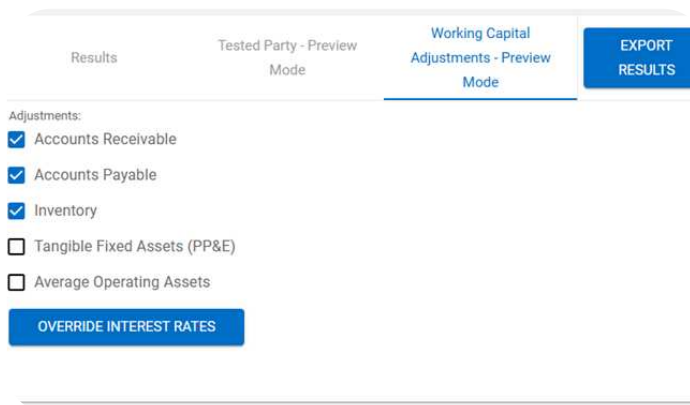 Results
Tested Party - Preview
Mode
Working Capital
Adjustments - Preview
Mode
EXPORT
RESULTS
Adjustments:
Accounts Receivable
Accounts Payable
Inventory
Tangible Fixed Assets (PP&E)
Average Operating Assets
OVERRIDE INTEREST RATES